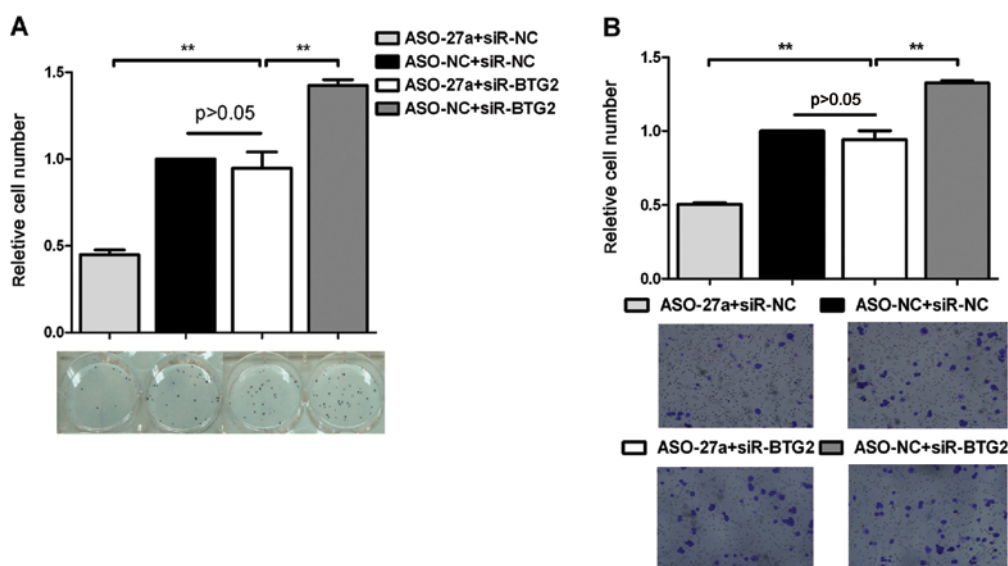 A
** **
ASO-27a+siR-NC
ASO-NC+siR-NC
ASO-27a+siR-BTG2
ASO-NC+siR-BTG2
Reletive cell number
1.5
1.0
0.5
0.0
p>0.05
B
** **
Reletive cell number
1.5
1.0
0.5
0.0
p>0.05
ASO-27a+siR-NC ASO-NC+siR-NC
ASO-27a+siR-BTG2 ASO-NC+siR-BTG2